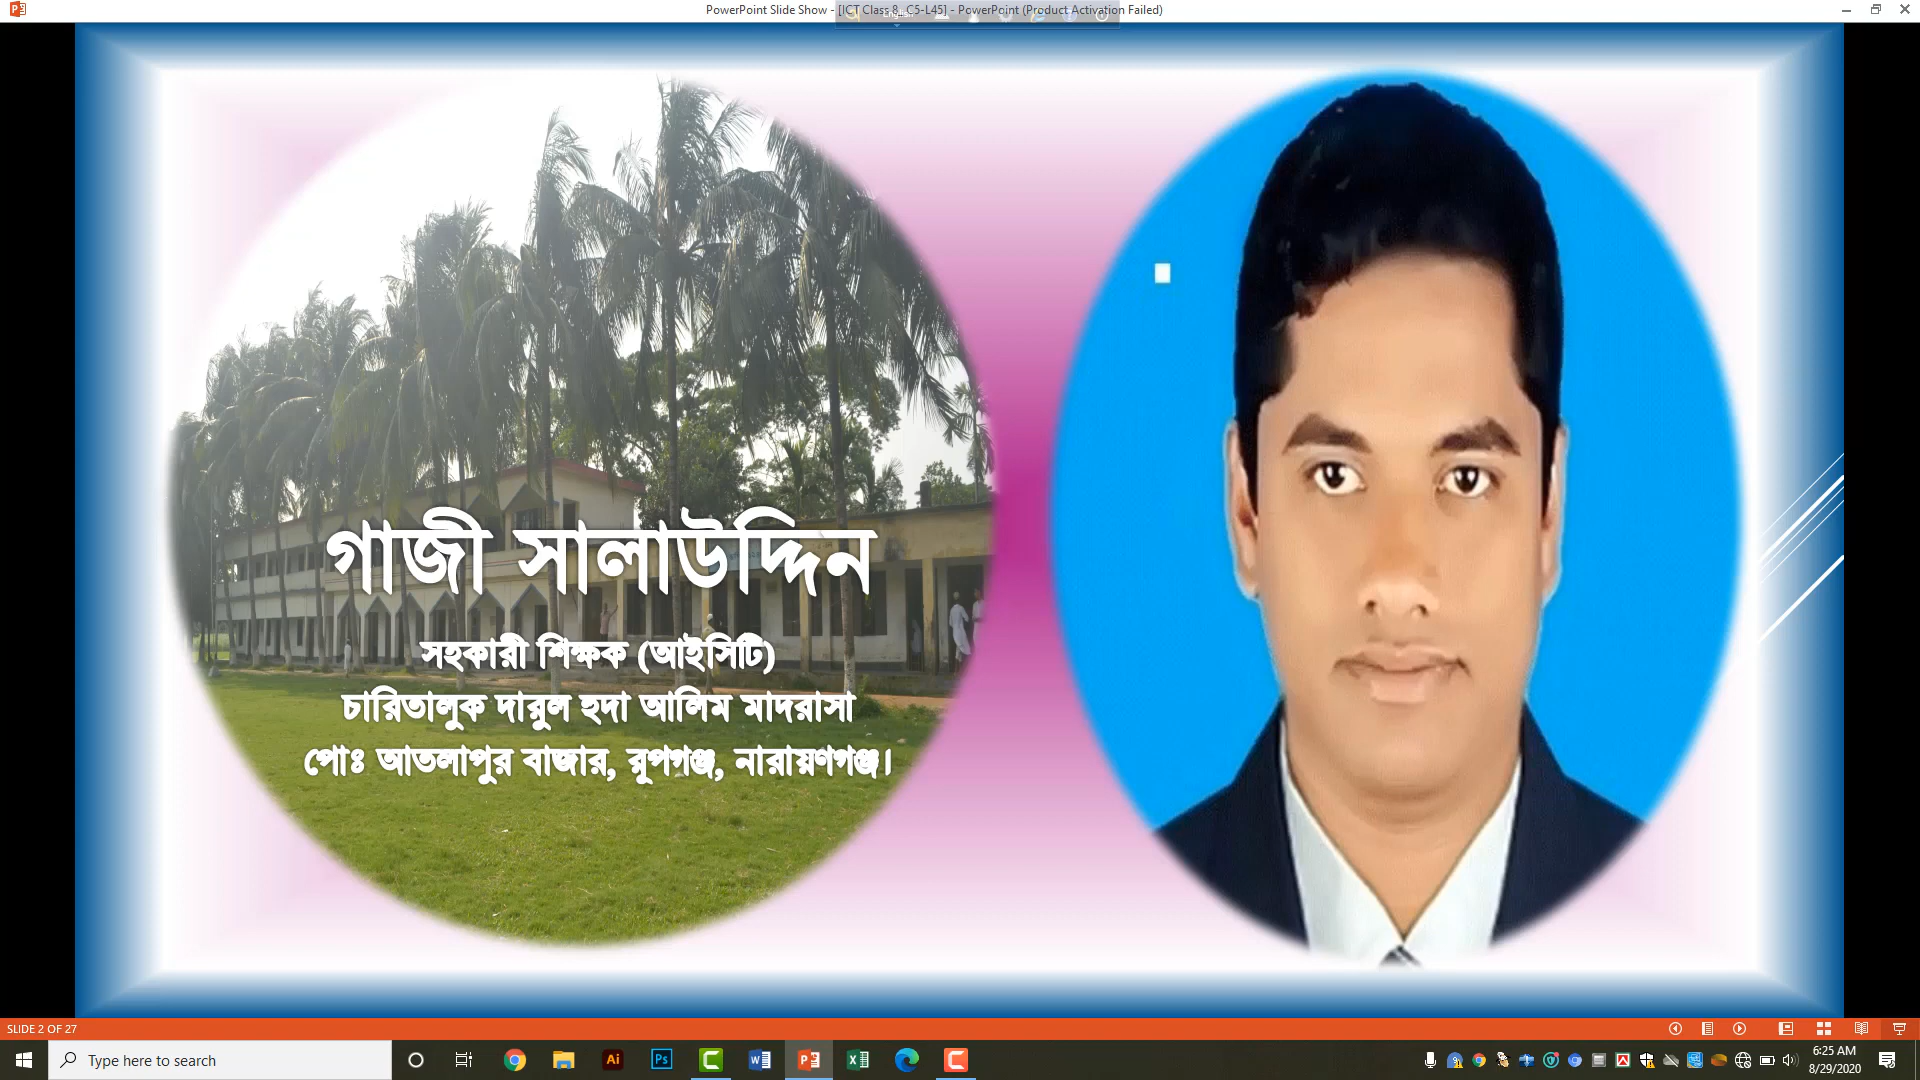 PowerPoint Slide Show - [ICT Class 8_C5-L45] - PowerPoint (Product Activation Failed)
English
গাজী সালাউদ্দিন
সহকারী শিক্ষক (আইসিটি)
চারিতালুক দারুল হুদা আলিম মাদরাসা
পোঃ আতলাপুর বাজার, রূপগঞ্জ, নারায়ণগঞ্জ।
SLIDE 2 OF 27
Type here to search
6:25 AM
8/29/2020